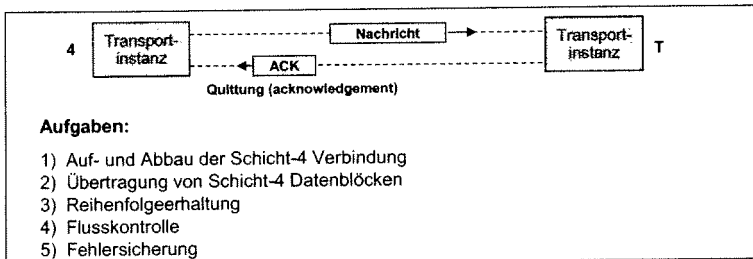 Transport- Nachricht Transport-
4 instanz instanz T
ACK
Quittung (acknowledgement)
Aufgaben:
1) Auf- und Abbau der Schicht-4 Verbindung
2) Übertragung von Schicht-4 Datenblöcken
3) Reihenfolgeerhaltung
4) Flusskontrolle
5) Fehlersicherung